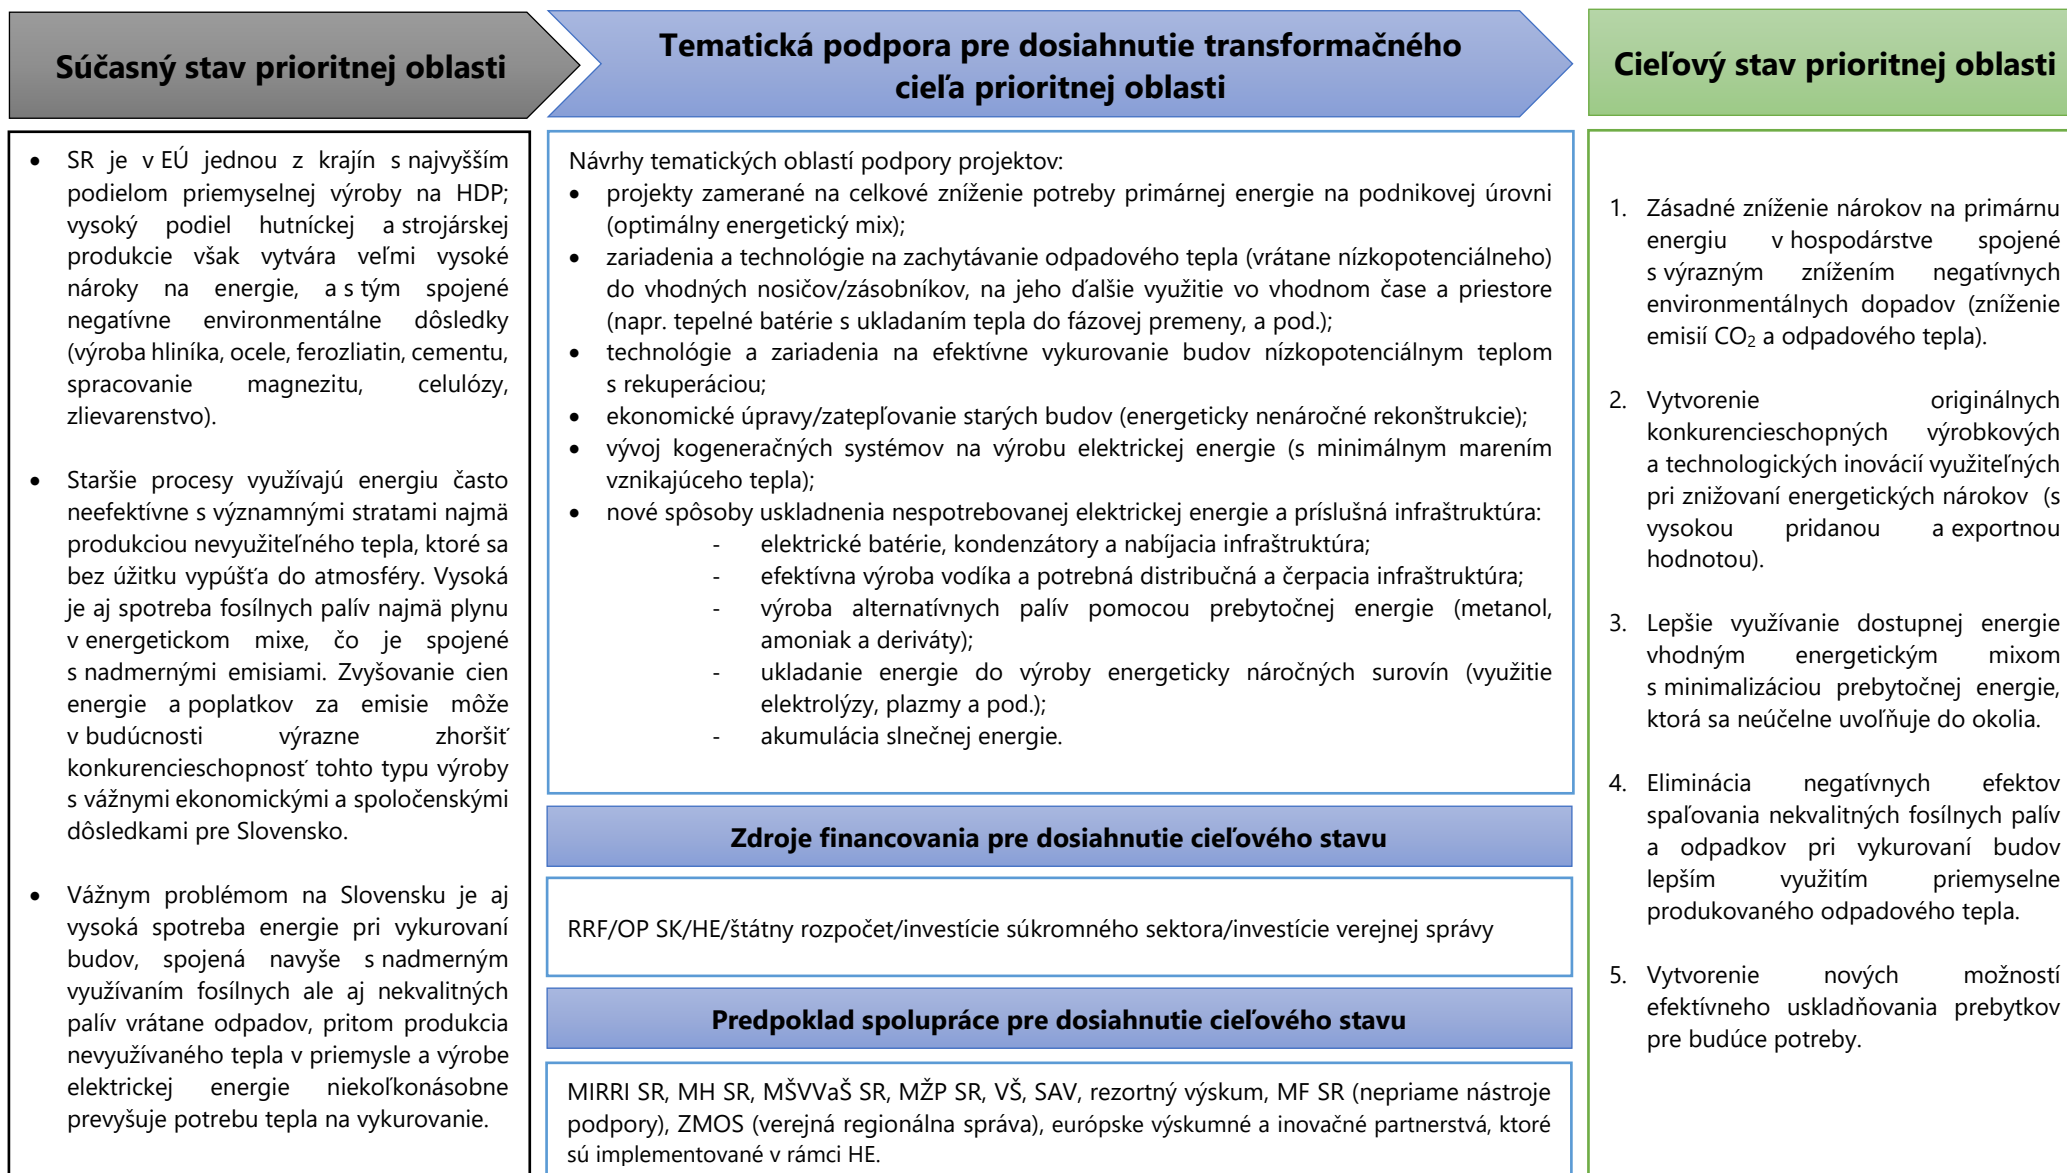 Súčasný stav prioritnej oblasti
Tematická podpora pre dosiahnutie transformačného
cieľa prioritnej oblasti
Cieľový stav prioritnej oblasti
• SR je v EÚ jednou z krajín s najvyšším
podielom priemyselnej výroby na HDP;
vysoký podiel hutníckej a strojárskej
produkcie však vytvára veľmi vysoké
nároky na energie, a s tým spojené
negatívne environmentálne dôsledky
(výroba hliníka, ocele, ferozliatin, cementu,
spracovanie magnezitu, celulózy,
zlievarenstvo).
• Staršie procesy využívajú energiu často
neefektívne s významnými stratami najmä
produkciou nevyužiteľného tepla, ktoré sa
bez úžitku vypúšťa do atmosféry. Vysoká
je aj spotreba fosílnych palív najmä plynu
v energetickom mixe, čo je spojené
s nadmernými emisiami. Zvyšovanie cien
energie a poplatkov za emisie môže
v budúcnosti výrazne zhoršiť
konkurencieschopnosť tohto typu výroby
s vážnymi ekonomickými a spoločenskými
dôsledkami pre Slovensko.
• Vážnym problémom na Slovensku je aj
vysoká spotreba energie pri vykurovaní
budov, spojená navyše s nadmerným
využívaním fosílnych ale aj nekvalitných
palív vrátane odpadov, pritom produkcia
nevyužívaného tepla v priemysle a výrobe
elektrickej energie niekoľkonásobne
prevyšuje potrebu tepla na vykurovanie.
Návrhy tematických oblastí podpory projektov:
• projekty zamerané na celkové zníženie potreby primárnej energie na podnikovej úrovni
(optimálny energetický mix);
• zariadenia a technológie na zachytávanie odpadového tepla (vrátane nízkopotenciálneho)
do vhodných nosičov/zásobníkov, na jeho ďalšie využitie vo vhodnom čase a priestore
(napr. tepelné batérie s ukladaním tepla do fázovej premeny, a pod.);
• technológie a zariadenia na efektívne vykurovanie budov nízkopotenciálnym teplom
s rekuperáciou;
• ekonomické úpravy/zatepľovanie starých budov (energeticky nenáročné rekonštrukcie);
• vývoj kogeneračných systémov na výrobu elektrickej energie (s minimálnym marením
vznikajúceho tepla);
• nové spôsoby uskladnenia nespotrebovanej elektrickej energie a príslušná infraštruktúra:
- elektrické batérie, kondenzátory a nabíjacia infraštruktúra;
- efektívna výroba vodíka a potrebná distribučná a čerpacia infraštruktúra;
- výroba alternatívnych palív pomocou prebytočnej energie (metanol,
amoniak a deriváty);
- ukladanie energie do výroby energeticky náročných surovín (využitie
elektrolýzy, plazmy a pod.);
- akumulácia slnečnej energie.
Zdroje financovania pre dosiahnutie cieľového stavu
RRF/OP SK/HE/štátny rozpočet/investície súkromného sektora/investície verejnej správy
Predpoklad spolupráce pre dosiahnutie cieľového stavu
MIRRI SR, MH SR, MŠVVaŠ SR, MŽP SR, VŠ, SAV, rezortný výskum, MF SR (nepriame nástroje
podpory), ZMOS (verejná regionálna správa), európske výskumné a inovačné partnerstvá, ktoré
sú implementované v rámci HE.
1. Zásadné zníženie nárokov na primárnu
energiu v hospodárstve spojené
s výrazným znížením negatívnych
environmentálnych dopadov (zníženie
emisií CO₂ a odpadového tepla).
2. Vytvorenie originálnych
konkurencieschopných výrobkových
a technologických inovácií využiteľných
pri znižovaní energetických nárokov (s
vysokou pridanou a exportnou
hodnotou).
3. Lepšie využívanie dostupnej energie
vhodným energetickým mixom
s minimalizáciou prebytočnej energie,
ktorá sa neúčelne uvoľňuje do okolia.
4. Eliminácia negatívnych efektov
spaľovania nekvalitných fosílnych palív
a odpadkov pri vykurovaní budov
lepším využitím priemyselne
produkovaného odpadového tepla.
5. Vytvorenie nových možností
efektívneho uskladňovania prebytkov
pre budúce potreby.